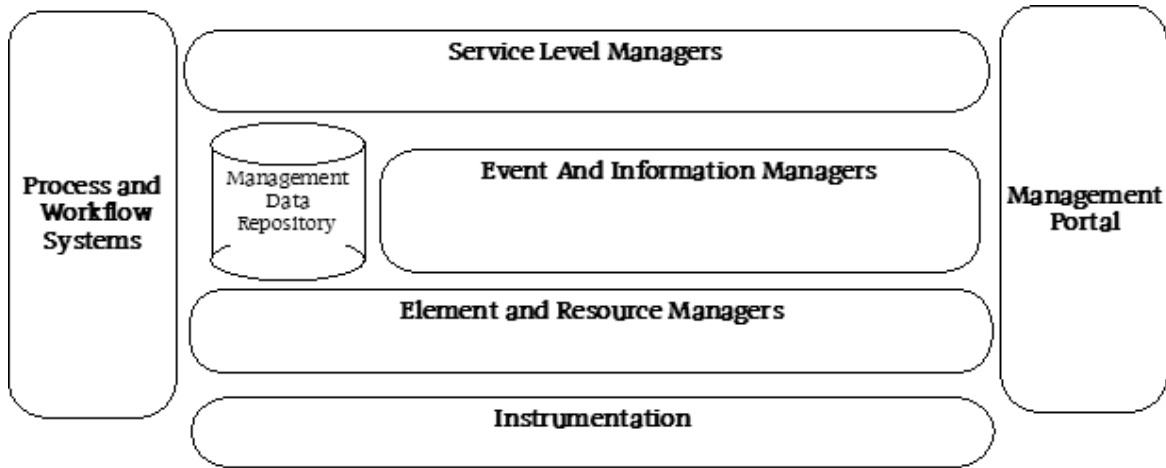 Service Level Managers
Process and
Workflow
Systems
Management
Data
Repository
Event And Information Managers
Management
Portal
Element and Resource Managers
Instrumentation